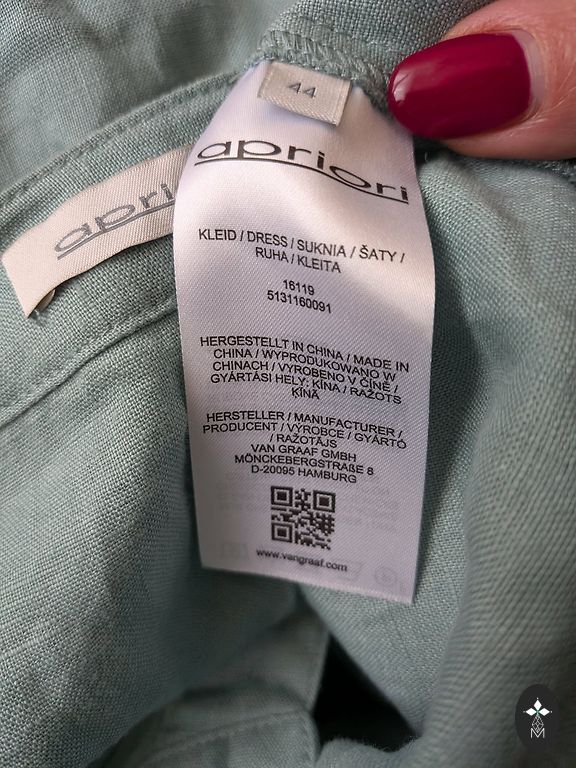 44
apriori
apri
KLEID / DRESS / SUKNIA / ŠATY /
RUHA / KLEITA
16119
5131160091
HERGESTELLT IN CHINA / MADE IN
CHINA / WYPRODUKOWANO W
CHINACH / VYROBENO V ČÍNĚ /
GYÁRTÁSI HELY: KÍNA / RAŽOTS
ĶĪNĀ
HERSTELLER / MANUFACTURER /
PRODUCENT / VÝROBCE / GYÁRTÓ
/ RAŽOTĀJS
VAN GRAAF GMBH
MÖNCKEBERGSTRAßE 8
D-20095 HAMBURG
www.vangraaf.com
M